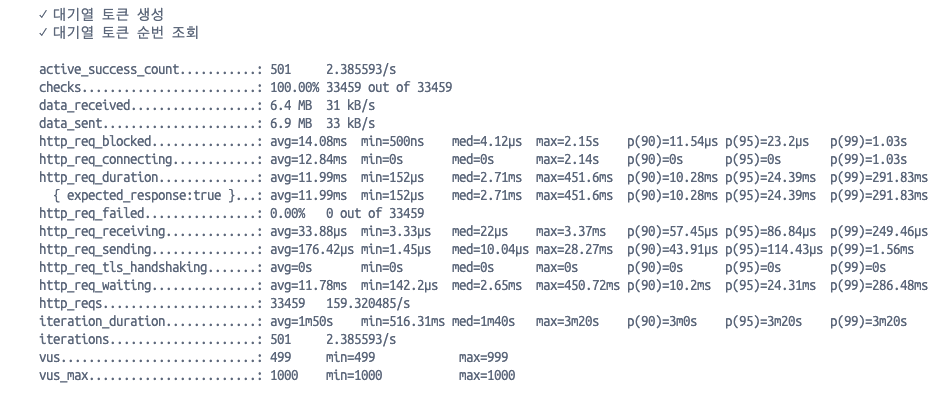 ✓ 대기열 토큰 생성
✓ 대기열 토큰 순번 조회
active_success_count...........: 501 2.385593/s
checks.........................: 100.00% 33459 out of 33459
data_received..................: 6.4 MB 31 kB/s
data_sent......................: 6.9 MB 33 kB/s
http_req_blocked...............: avg=14.08ms min=500ns med=4.12µs max=2.15s p(90)=11.54µs p(95)=23.2µs p(99)=1.03s
http_req_connecting............: avg=12.84ms min=0s med=0s max=2.14s p(90)=0s p(95)=0s p(99)=1.03s
http_req_duration..............: avg=11.99ms min=152µs med=2.71ms max=451.6ms p(90)=10.28ms p(95)=24.39ms p(99)=291.83ms
{ expected_response:true }...: avg=11.99ms min=152µs med=2.71ms max=451.6ms p(90)=10.28ms p(95)=24.39ms p(99)=291.83ms
http_req_failed................: 0.00% 0 out of 33459
http_req_receiving.............: avg=33.88µs min=3.33µs med=22µs max=3.37ms p(90)=57.45µs p(95)=86.84µs p(99)=249.46µs
http_req_sending...............: avg=176.42µs min=1.45µs med=10.04µs max=28.27ms p(90)=43.91µs p(95)=114.43µs p(99)=1.56ms
http_req_tls_handshaking.......: avg=0s min=0s med=0s max=0s p(90)=0s p(95)=0s p(99)=0s
http_req_waiting...............: avg=11.78ms min=142.2µs med=2.65ms max=450.72ms p(90)=10.2ms p(95)=24.31ms p(99)=286.48ms
http_reqs......................: 33459 159.320485/s
iteration_duration.............: avg=1m50s min=516.31ms med=1m40s max=3m20s p(90)=3m0s p(95)=3m20s p(99)=3m20s
iterations.....................: 501 2.385593/s
vus............................: 499 min=499 max=999
vus_max........................: 1000 min=1000 max=1000